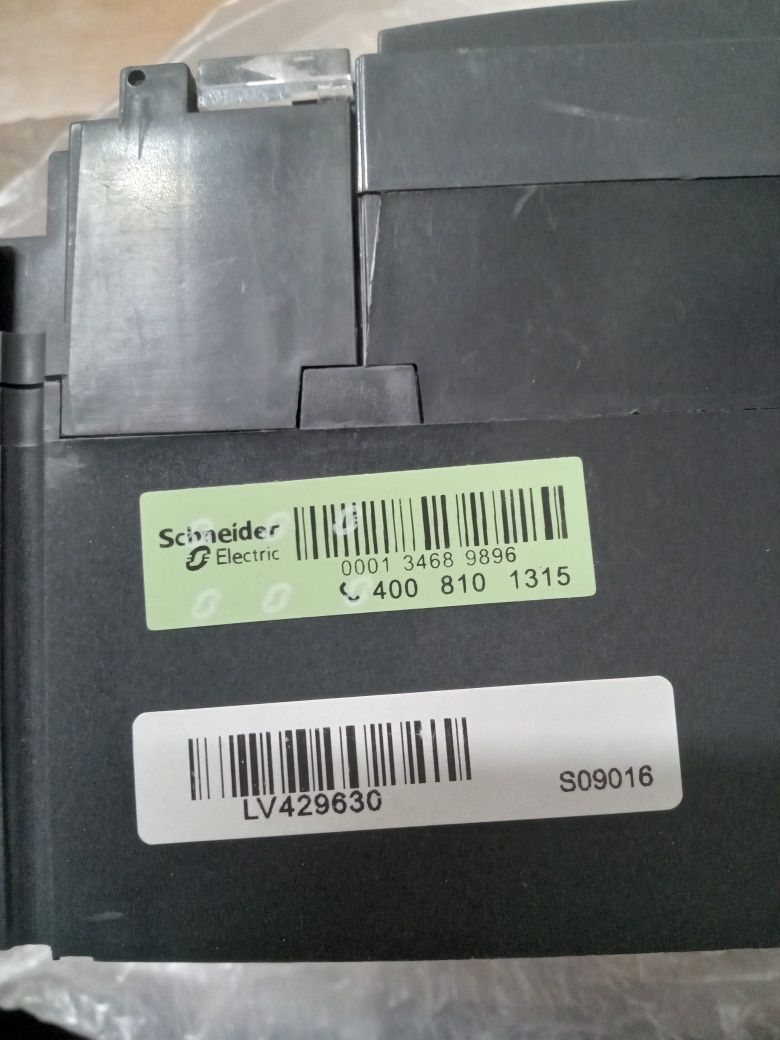 Schneider
Electric
0001 3468 9896
400 810 1315
LV429630
S09016